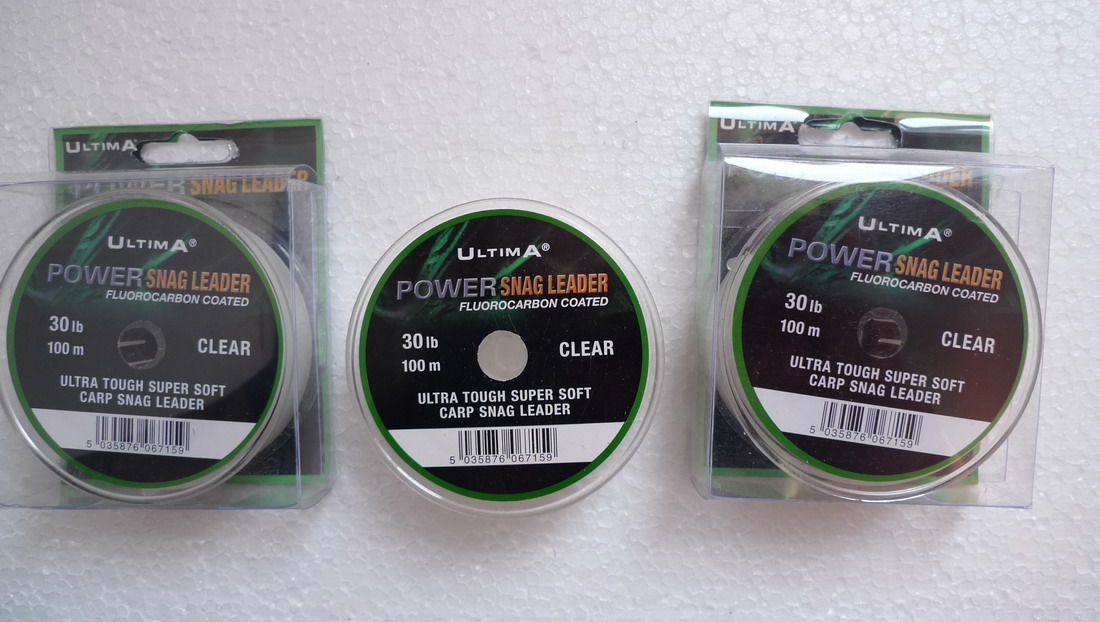 ULTIMA
POWER SNAG LEADER
ULTIMA®
POWER SNAG LEADER
FLUOROCARBON COATED
30 lb
100 m
CLEAR
ULTRA TOUGH SUPER SOFT
CARP SNAG LEADER
5 035876 067159
ULTIMA®
POWER SNAG LEADER
FLUOROCARBON COATED
30 lb
100 m
CLEAR
ULTRA TOUGH SUPER SOFT
CARP SNAG LEADER
5 035876 067159
ULTIMA
ULTIMA®
POWER SNAG LEADER
FLUOROCARBON COATED
30 lb
100 m
CLEAR
ULTRA TOUGH SUPER SOFT
CARP SNAG LEADER
5 035876 067159